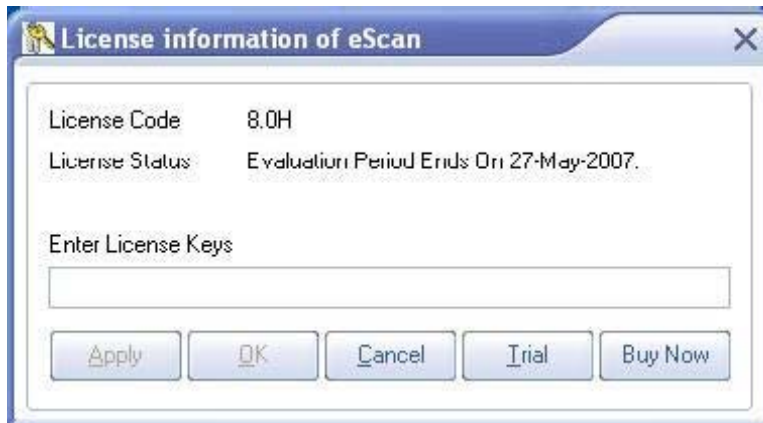 License information of eScan
License Code 8.0H
License Status Evaluation Period Ends On 27-May-2007.
Enter License Keys
Apply OK Cancel Trial Buy Now